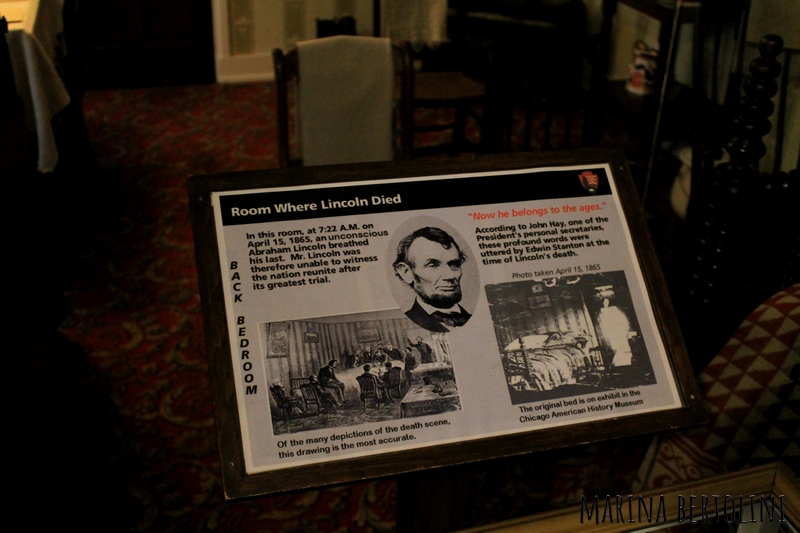 Room Where Lincoln Died
BACK BEDROOM
In this room, at 7:22 A.M. on
April 15, 1865, an unconscious
Abraham Lincoln breathed
his last. Mr. Lincoln was
therefore unable to witness
the nation reunite after
its greatest trial.
"Now he belongs to the ages."
According to John Hay, one of the
President's personal secretaries,
these profound words were
uttered by Edwin Stanton at the
time of Lincoln's death.
Photo taken April 15, 1865
Of the many depictions of the death scene,
this drawing is the most accurate.
The original bed is on exhibit in the
Chicago American History Museum
MARINA BERTOLINI